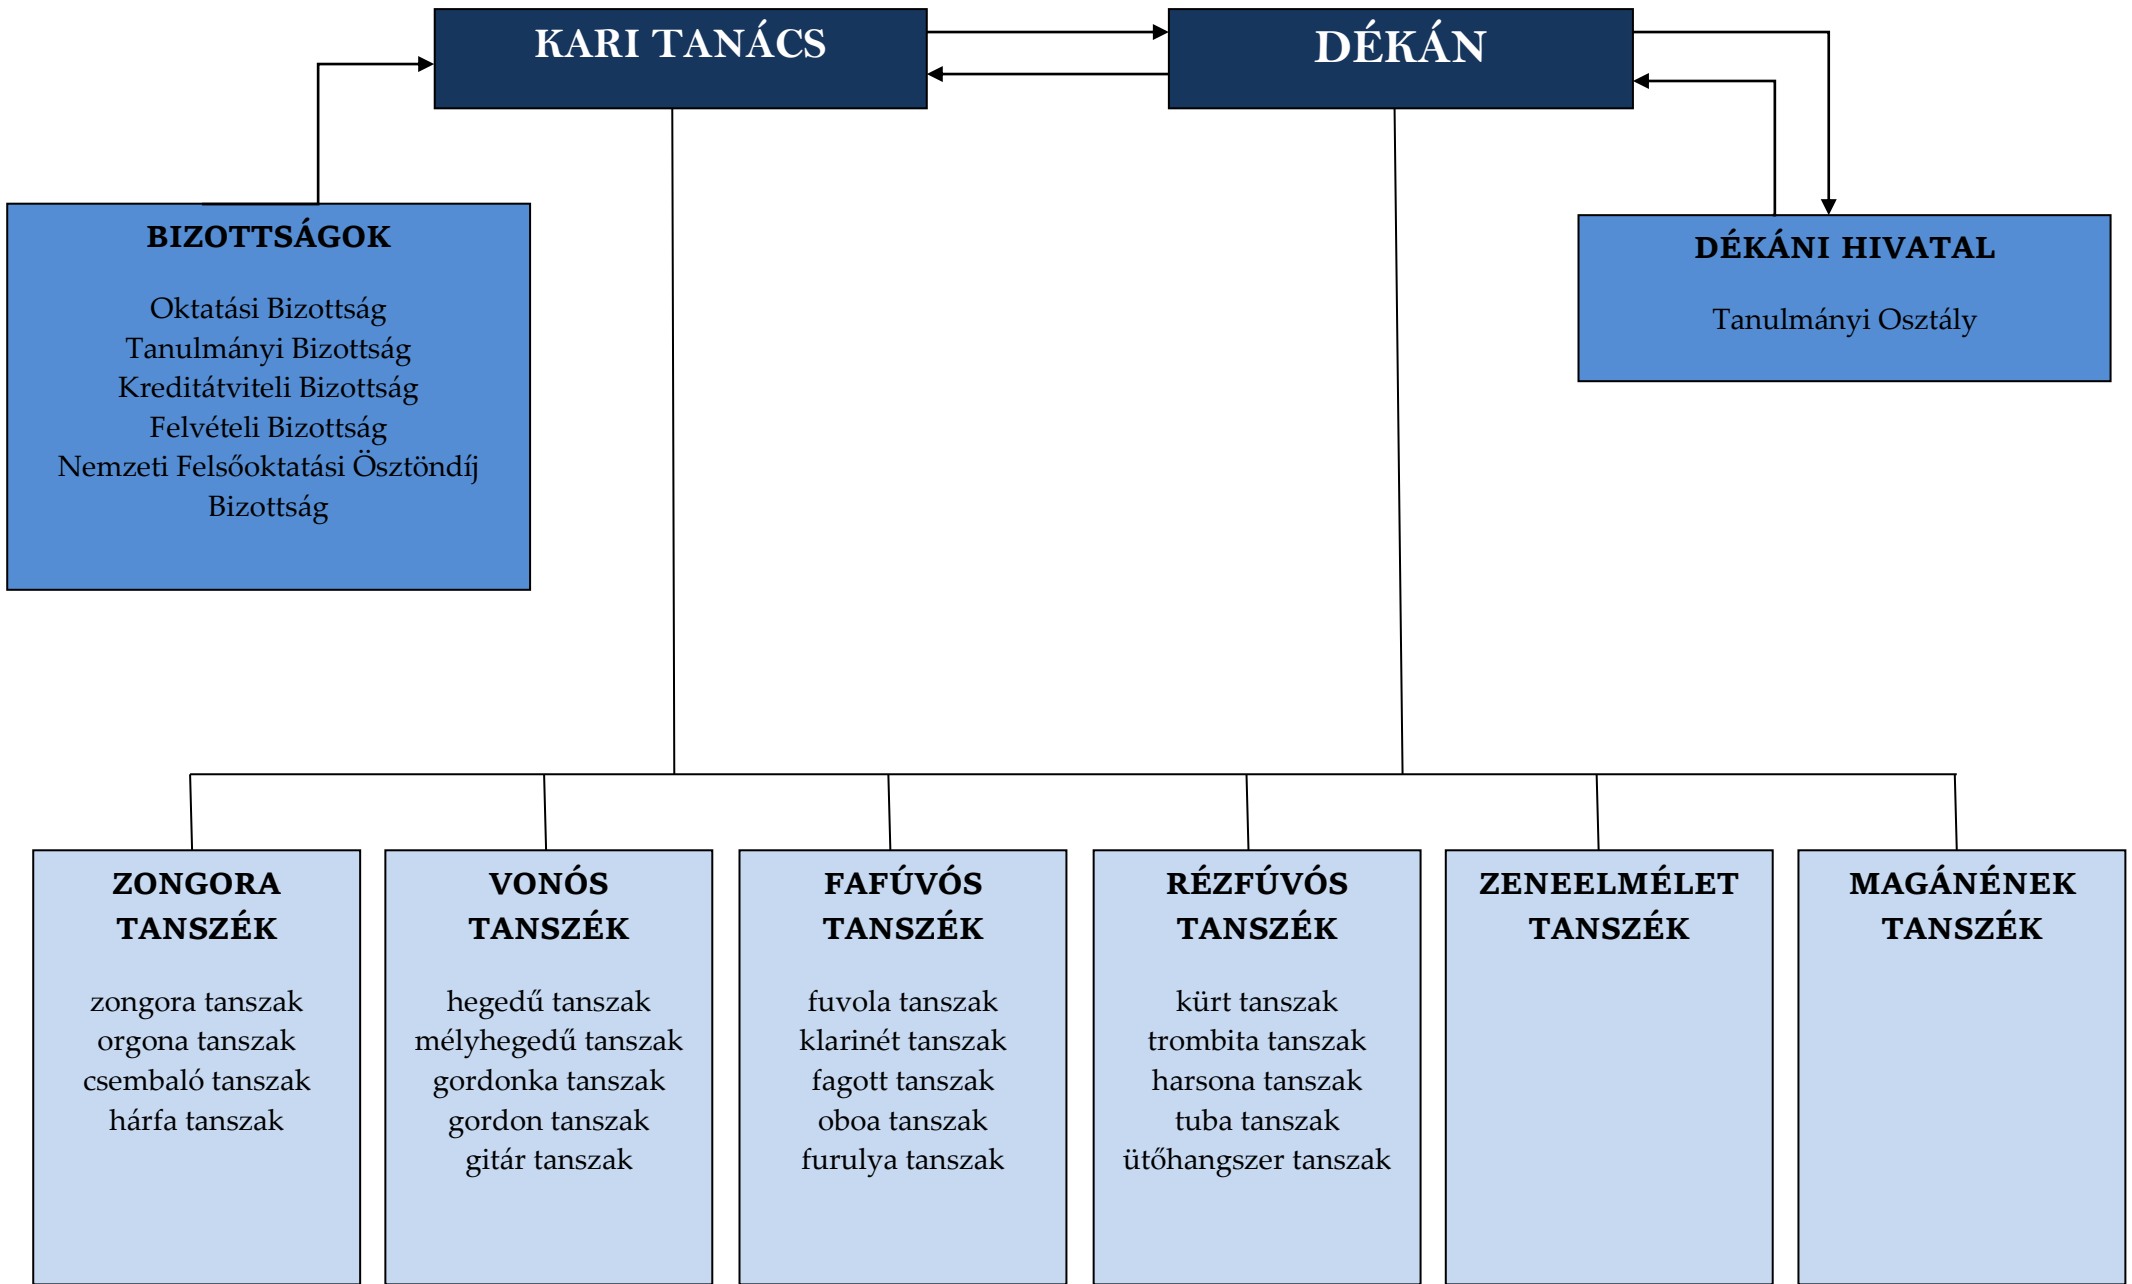 KARI TANÁCS
DÉKÁN
BIZOTTSÁGOK
Oktatási Bizottság
Tanulmányi Bizottság
Kreditátviteli Bizottság
Felvételi Bizottság
Nemzeti Felsőoktatási Ösztöndíj
Bizottság
DÉKÁNI HIVATAL
Tanulmányi Osztály
ZONGORA
TANSZÉK
zongora tanszak
orgona tanszak
csembaló tanszak
hárfa tanszak
VONÓS
TANSZÉK
hegedű tanszak
mélyhegedű tanszak
gordonka tanszak
gordon tanszak
gitár tanszak
FAFÚVÓS
TANSZÉK
fuvola tanszak
klarinét tanszak
fagott tanszak
oboa tanszak
furulya tanszak
RÉZFÚVÓS
TANSZÉK
kürt tanszak
trombita tanszak
harsona tanszak
tuba tanszak
ütőhangszer tanszak
ZENEELMÉLET
TANSZÉK
MAGÁNÉNEK
TANSZÉK